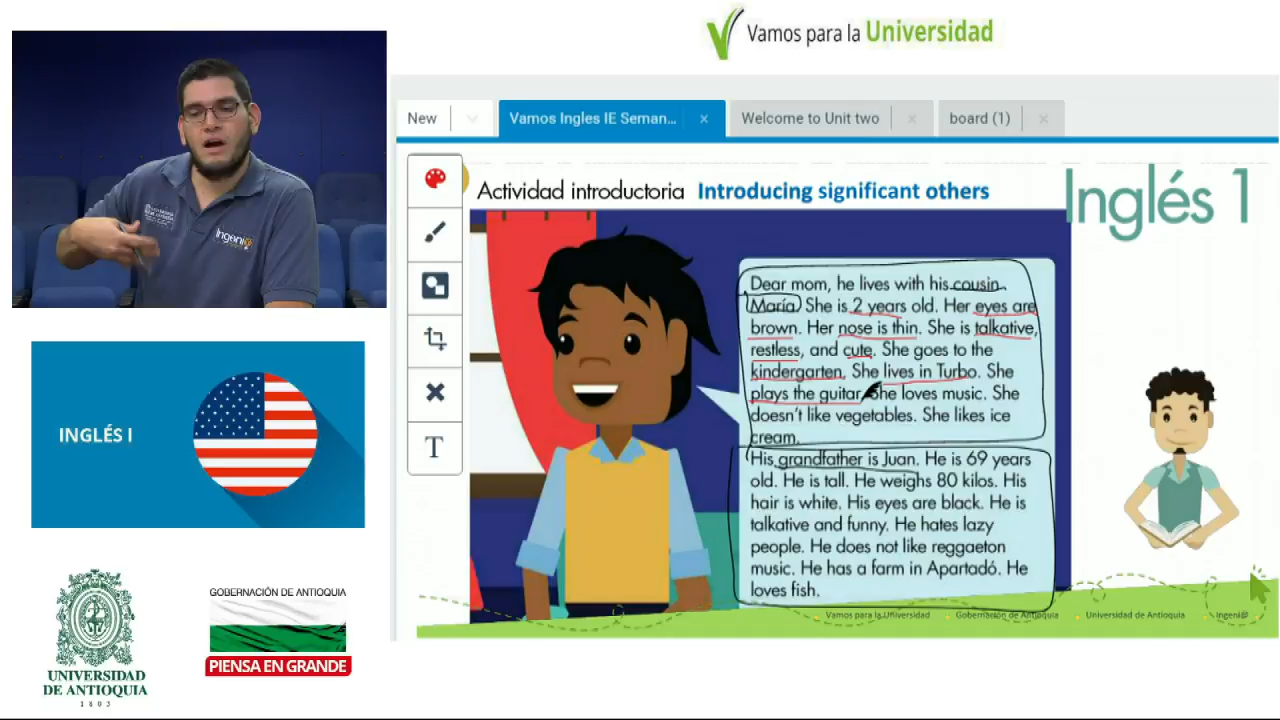 Vamos para la Universidad
New
Vamos Ingles IE Seman...
Welcome to Unit two
board (1)
Actividad introductoria Introducing significant others
Inglés 1
Ingeni@
INGLÉS I
Dear mom, he lives with his cousin
María. She is 2 years old. Her eyes are
brown. Her nose is thin. She is talkative,
restless, and cute. She goes to the
kindergarten. She lives in Turbo. She
plays the guitar. She loves music. She
doesn't like vegetables. She likes ice
cream.
His grandfather is Juan. He is 69 years
old. He is tall. He weighs 80 kilos. His
hair is white. His eyes are black. He is
talkative and funny. He hates lazy
people. He does not like reggaeton
music. He has a farm in Apartadó. He
loves fish.
T
Vamos para la Universidad Gobernación de Antioquia Universidad de Antioquia Ingeni@
UNIVERSIDAD
DE ANTIOQUIA
1803
GOBERNACIÓN DE ANTIOQUIA
PIENSA EN GRANDE